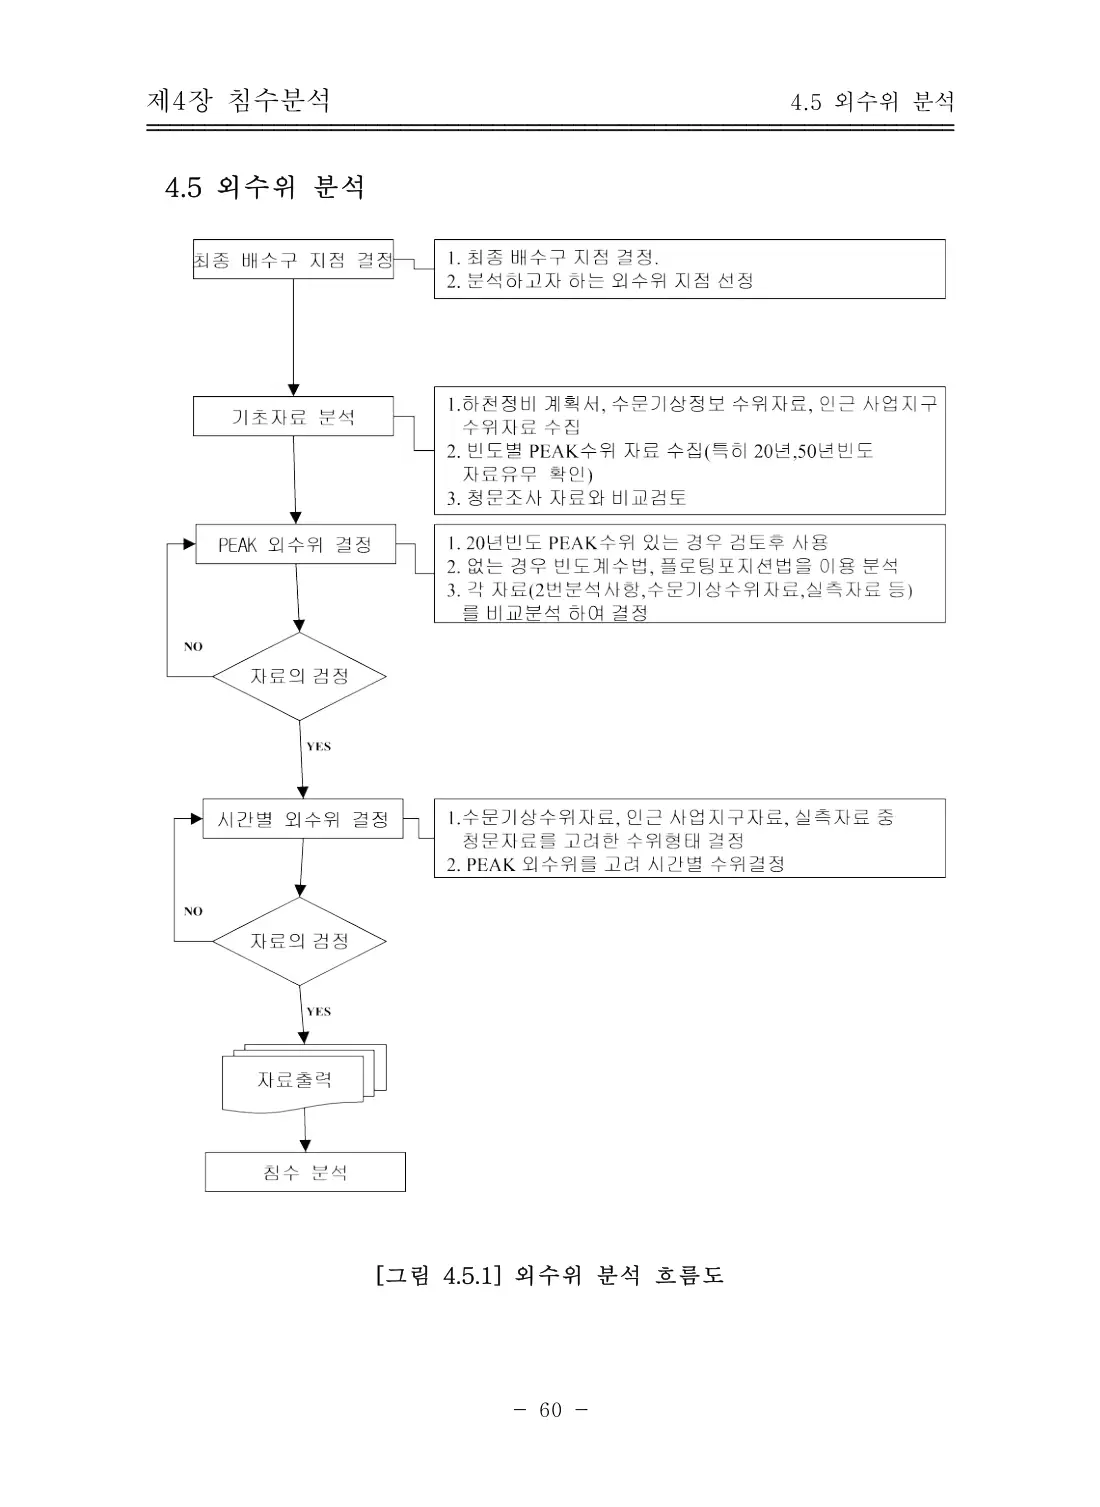 제4장 침수분석
4.5 외수위 분석
4.5 외수위 분석
최종 배수구 지점 결정
1. 최종 배수구 지점 결정.
2. 분석하고자 하는 외수위 지점 선정
기초자료 분석
1.하천정비 계획서, 수문기상정보 수위자료, 인근 사업지구
수위자료 수집
2. 빈도별 PEAK수위 자료 수집(특히 20년,50년빈도
자료유무 확인)
3. 청문조사 자료와 비교검토
PEAK 외수위 결정
1. 20년빈도 PEAK수위 있는 경우 검토후 사용
2. 없는 경우 빈도계수법, 플로팅포지션법을 이용 분석
3. 각 자료(2번분석사항,수문기상수위자료,실측자료 등)
를 비교분석 하여 결정
NO
자료의 검정
YES
시간별 외수위 결정
1.수문기상수위자료, 인근 사업지구자료, 실측자료 중
청문자료를 고려한 수위형태 결정
2. PEAK 외수위를 고려 시간별 수위결정
NO
자료의 검정
YES
자료출력
침수 분석
[그림 4.5.1] 외수위 분석 흐름도
- 60 -